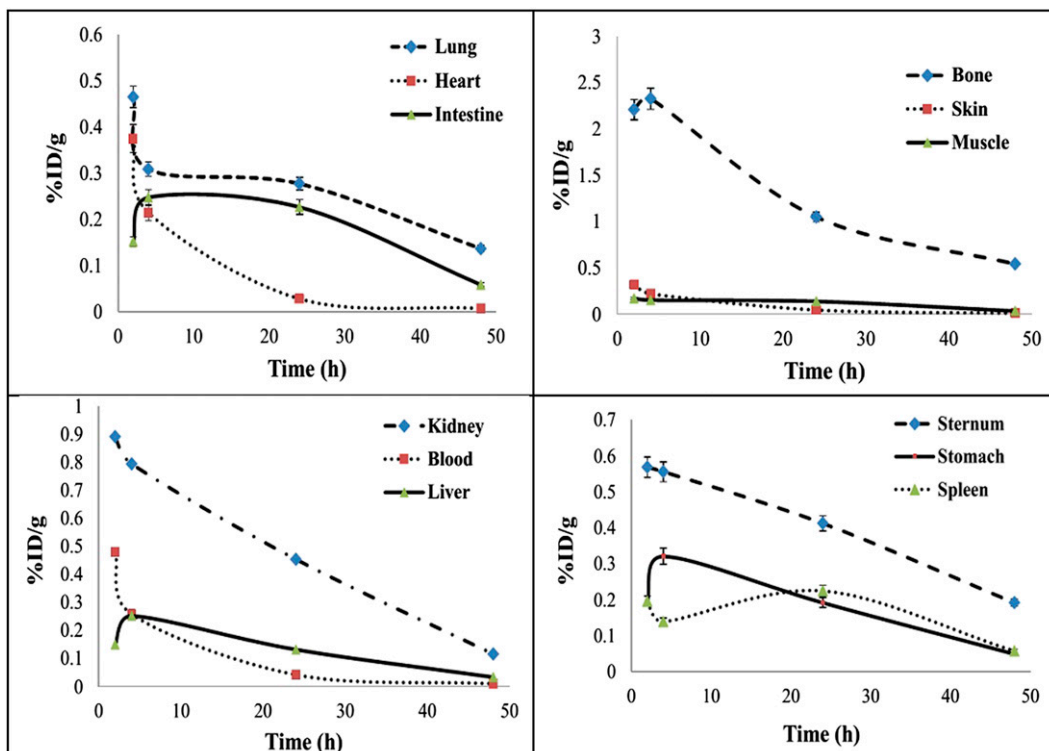 0.6
0.5
0.4
0.3
0.2
0.1
0
%ID/g
Lung
Heart
Intestine
0 10 20 30 40 50
Time (h)
3
2.5
2
1.5
1
0.5
0
%ID/g
Bone
Skin
Muscle
0 10 20 30 40 50
Time (h)
1
0.9
0.8
0.7
0.6
0.5
0.4
0.3
0.2
0.1
0
%ID/g
Kidney
Blood
Liver
0 10 20 30 40 50
Time (h)
0.7
0.6
0.5
0.4
0.3
0.2
0.1
0
%ID/g
Sternum
Stomach
Spleen
0 10 20 30 40 50
Time (h)